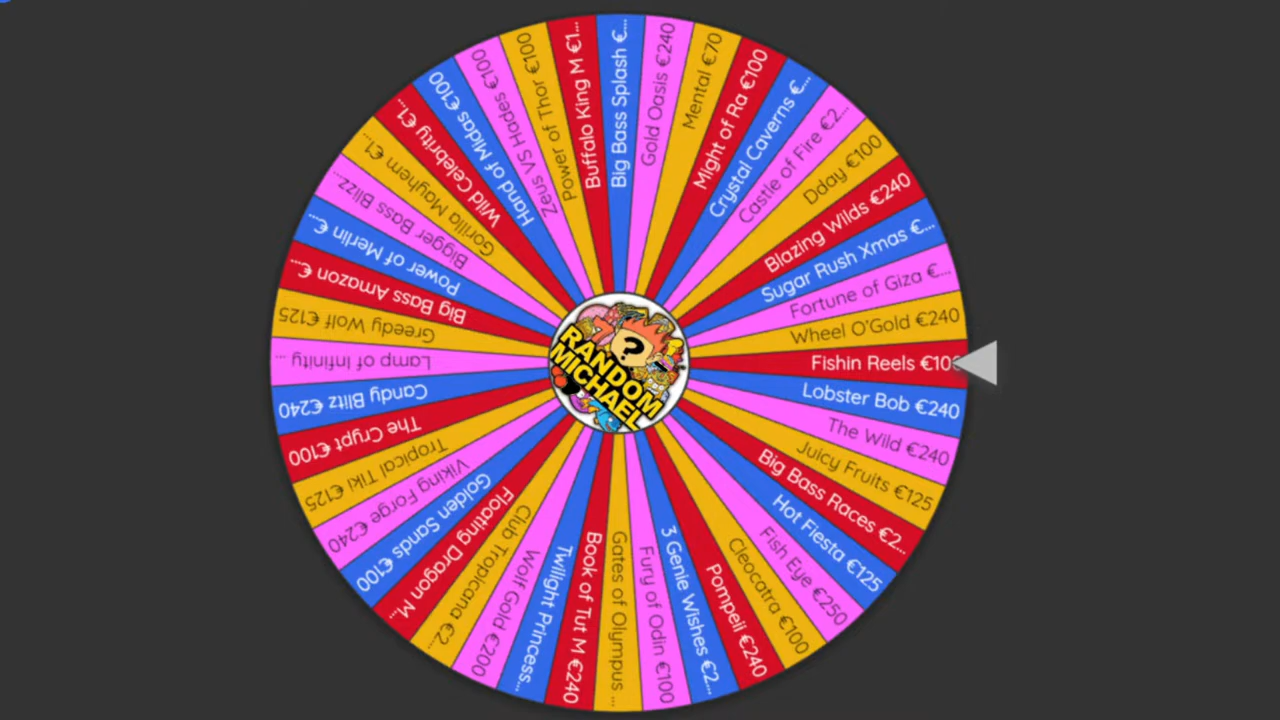 Big Bass Splash €...
Gold Oasis €240
Mental €70
Might of Ra €100
Crystal Caverns €...
Castle of Fire €2...
Dday €100
Blazing Wilds €240
Sugar Rush Xmas €...
Fortune of Giza €...
Wheel O'Gold €240
Fishin Reels €100
Lobster Bob €240
The Wild €240
Juicy Fruits €125
Big Bass Races €2...
Hot Fiesta €125
Fish Eye €250
Cleocatra €100
Pompeii €240
3 Genie Wishes €2...
Fury of Odin €100
Gates of Olympus ...
Book of Tut M €240
Twilight Princess...
Wolf Gold €200
Club Tropicana €2...
Floating Dragon M...
Golden Sands €100
Viking Forge €240
Tropical Tiki €125
The Crypt €100
Candy Blitz €240
Lamp of Infinity ...
Greedy Wolf €125
Big Bass Amazon €...
Power of Merlin €...
Bigger Bass Blizz...
Gorilla Mayhem €1...
Wild Celebrity €1...
Hand of Midas €100
Zeus VS Hades €100
Power of Thor €100
Buffalo King M €1...
?
RANDOM
MICHAEL